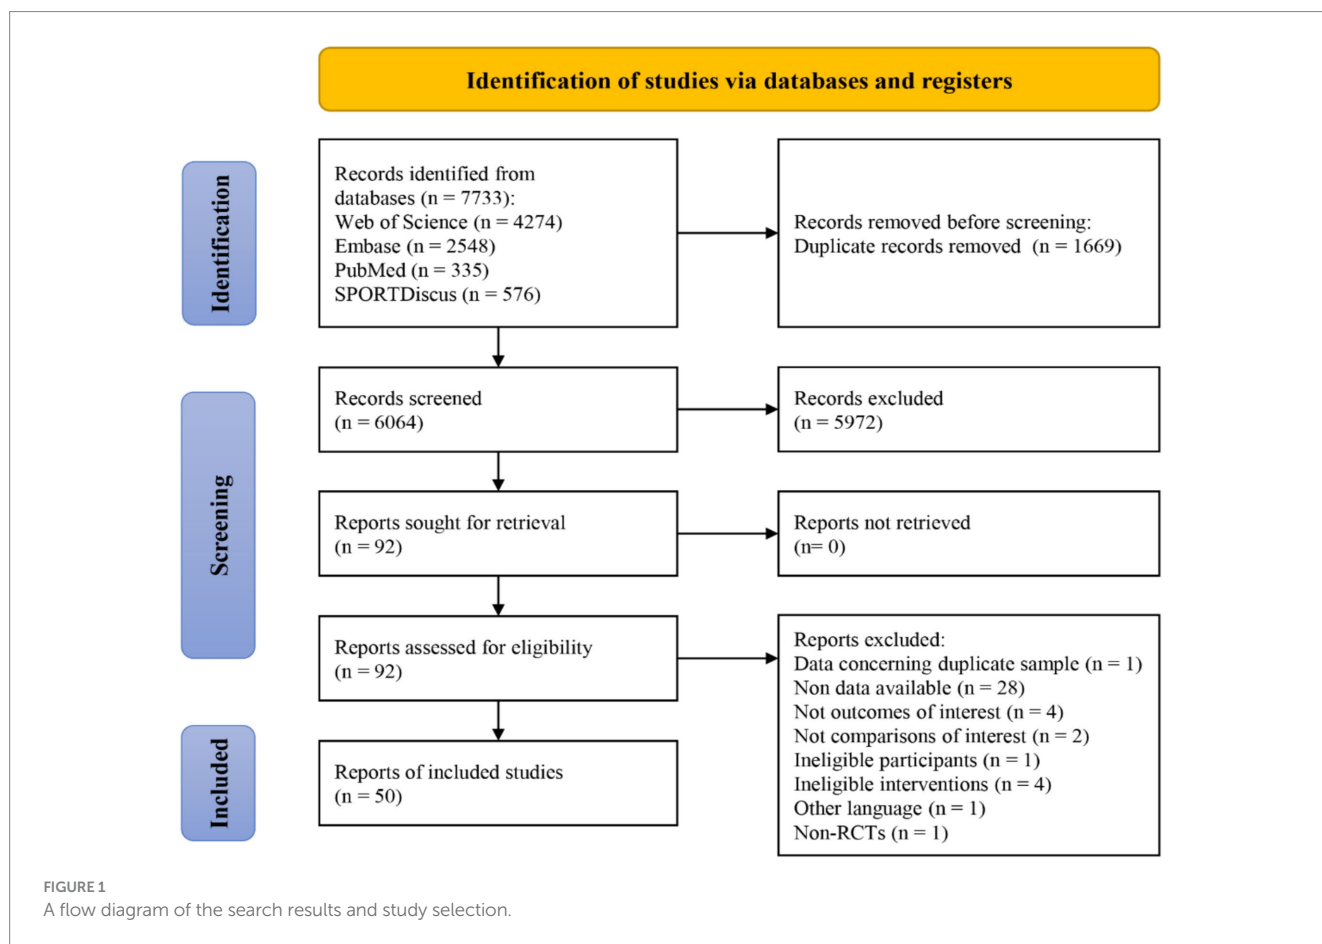 Identification of studies via databases and registers
Identification
Records identified from
databases (n = 7733):
Web of Science (n = 4274)
Embase (n = 2548)
PubMed (n = 335)
SPORTDiscus (n = 576)
Records removed before screening:
Duplicate records removed (n = 1669)
Screening
Records screened
(n = 6064)
Records excluded
(n = 5972)
Reports sought for retrieval
(n = 92)
Reports not retrieved
(n= 0)
Reports assessed for eligibility
(n = 92)
Reports excluded:
Data concerning duplicate sample (n = 1)
Non data available (n = 28)
Not outcomes of interest (n = 4)
Not comparisons of interest (n = 2)
Ineligible participants (n = 1)
Ineligible interventions (n = 4)
Other language (n = 1)
Non-RCTs (n = 1)
Included
Reports of included studies
(n = 50)
FIGURE 1
A flow diagram of the search results and study selection.